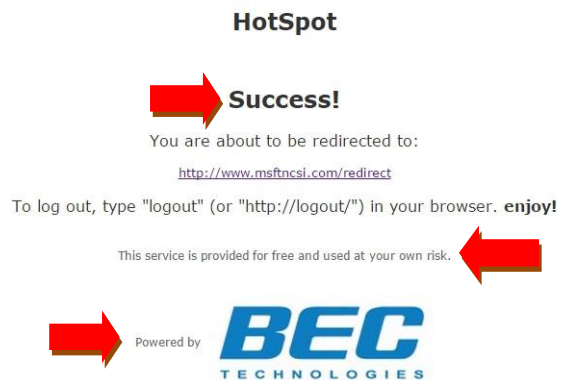 HotSpot
Success!
You are about to be redirected to:
http://www.msftncsi.com/redirect
To log out, type "logout" (or "http://logout/") in your browser. enjoy!
This service is provided for free and used at your own risk.
Powered by
BEC
TECHNOLOGIES